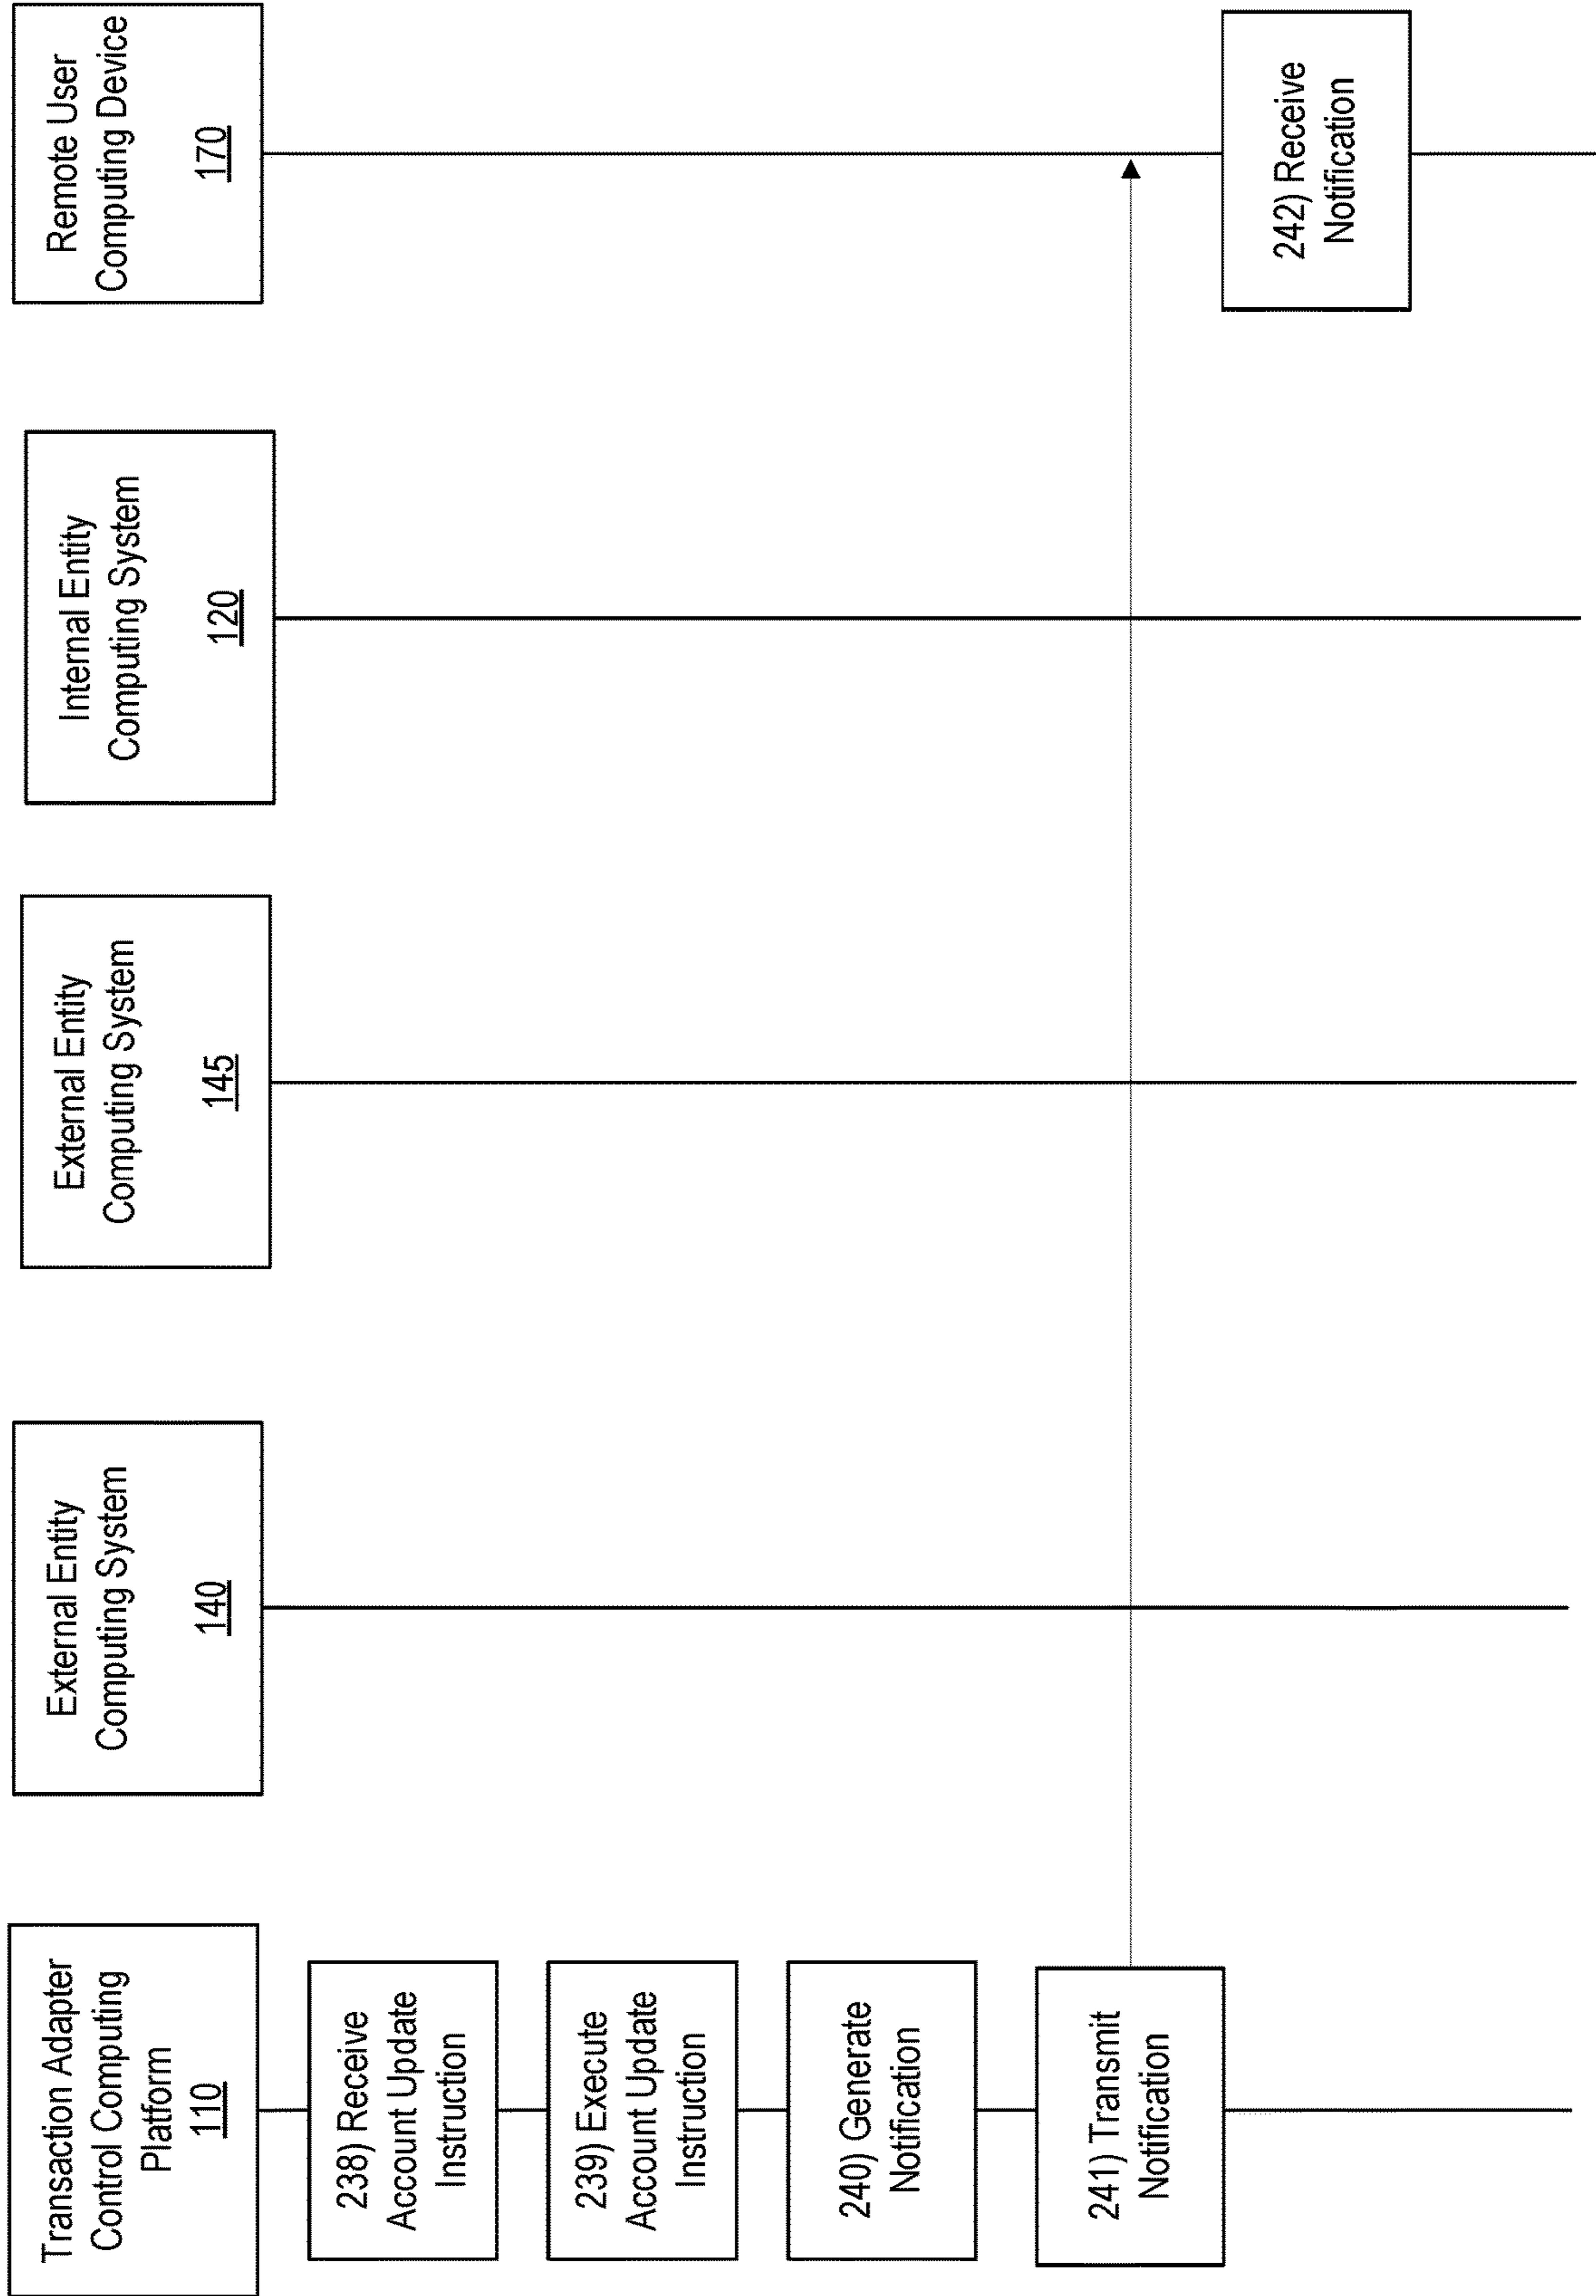 Transaction Adapter
Control Computing
Platform
110
External Entity
Computing System
140
External Entity
Computing System
145
Internal Entity
Computing System
120
Remote User
Computing Device
170
238) Receive
Account Update
Instruction
239) Execute
Account Update
Instruction
240) Generate
Notification
241) Transmit
Notification
242) Receive
Notification